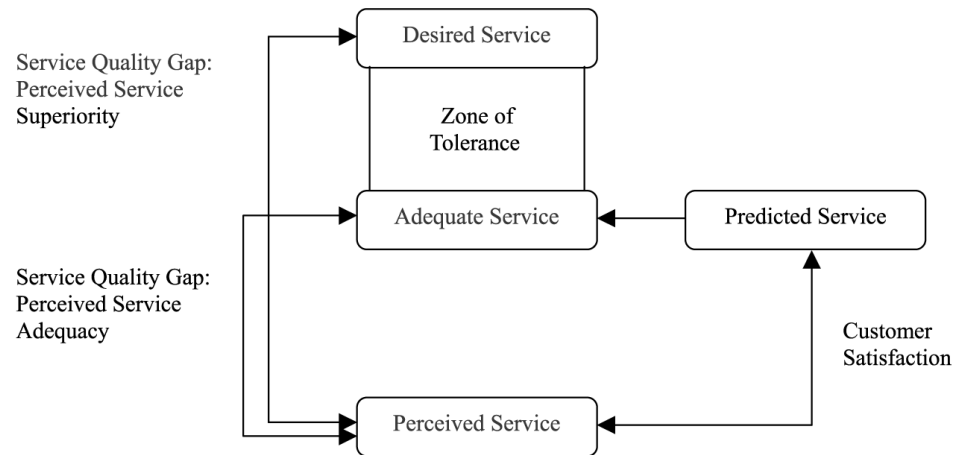 Desired Service
Service Quality Gap:
Perceived Service
Superiority
Zone of
Tolerance
Adequate Service
Predicted Service
Service Quality Gap:
Perceived Service
Adequacy
Customer
Satisfaction
Perceived Service